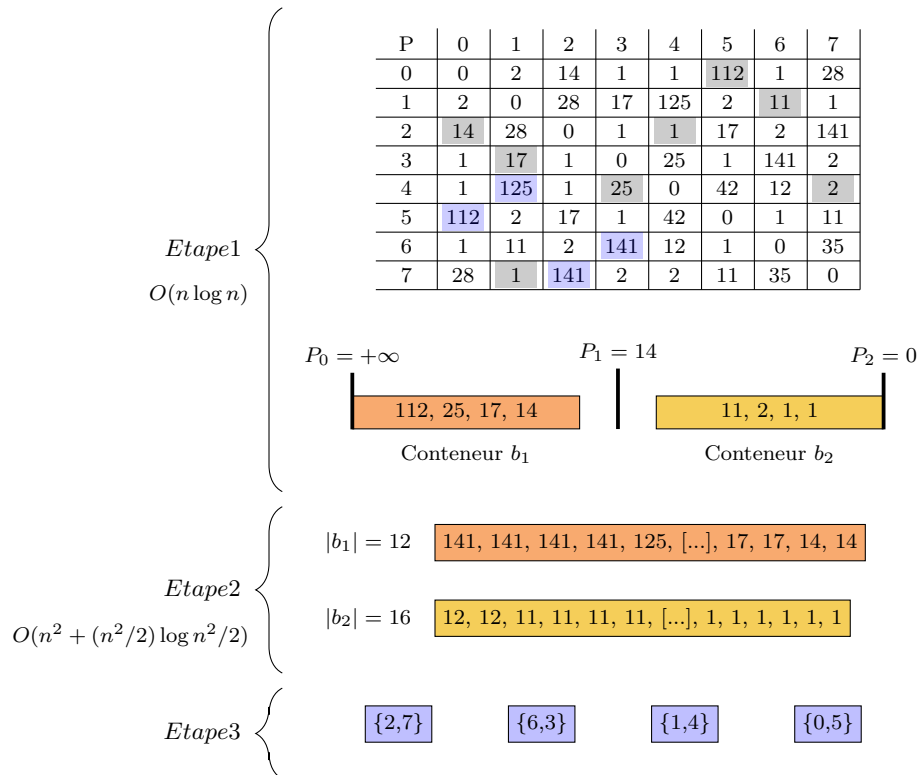 P 0 1 2 3 4 5 6 7
0 0 2 14 1 1 112 1 28
1 2 0 28 17 125 2 11 1
2 14 28 0 1 1 17 2 141
3 1 17 1 0 25 1 141 2
4 1 125 1 25 0 42 12 2
5 112 2 17 1 42 0 1 11
6 1 11 2 141 12 1 0 35
7 28 1 141 2 2 11 35 0
Etape1
O(n log n)
P₀ = +∞ P₁ = 14 P₂ = 0
112, 25, 17, 14 11, 2, 1, 1
Conteneur b₁ Conteneur b₂
|b₁| = 12 141, 141, 141, 141, 125, [...], 17, 17, 14, 14
Etape2
O(n² + (n²/2) log n²/2)
|b₂| = 16 12, 12, 11, 11, 11, 11, [...], 1, 1, 1, 1, 1, 1
Etape3 {2,7} {6,3} {1,4} {0,5}